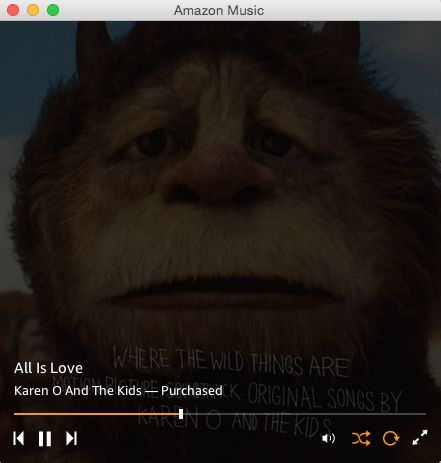 Amazon Music
All Is Love
WHERE THE WILD THINGS ARE
Karen O And The Kids — Purchased
MOTION PICTURE SOUNDTRACK: ORIGINAL SONGS BY
KAREN O AND THE KIDS